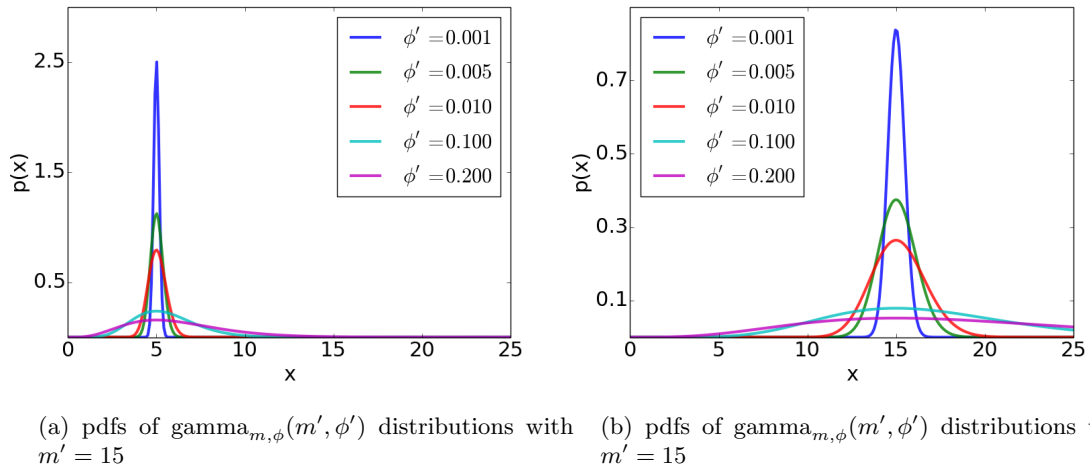 2.5
1.5
0.5
p(x)
0 5 10 15 20 25
x
ϕ′ =0.001
ϕ′ =0.005
ϕ′ =0.010
ϕ′ =0.100
ϕ′ =0.200
(a) pdfs of gamma_{m,ϕ}(m′, ϕ′) distributions with
m′ = 15
0.7
0.5
0.3
0.1
p(x)
0 5 10 15 20 25
x
ϕ′ =0.001
ϕ′ =0.005
ϕ′ =0.010
ϕ′ =0.100
ϕ′ =0.200
(b) pdfs of gamma_{m,ϕ}(m′, ϕ′) distributions
m′ = 15